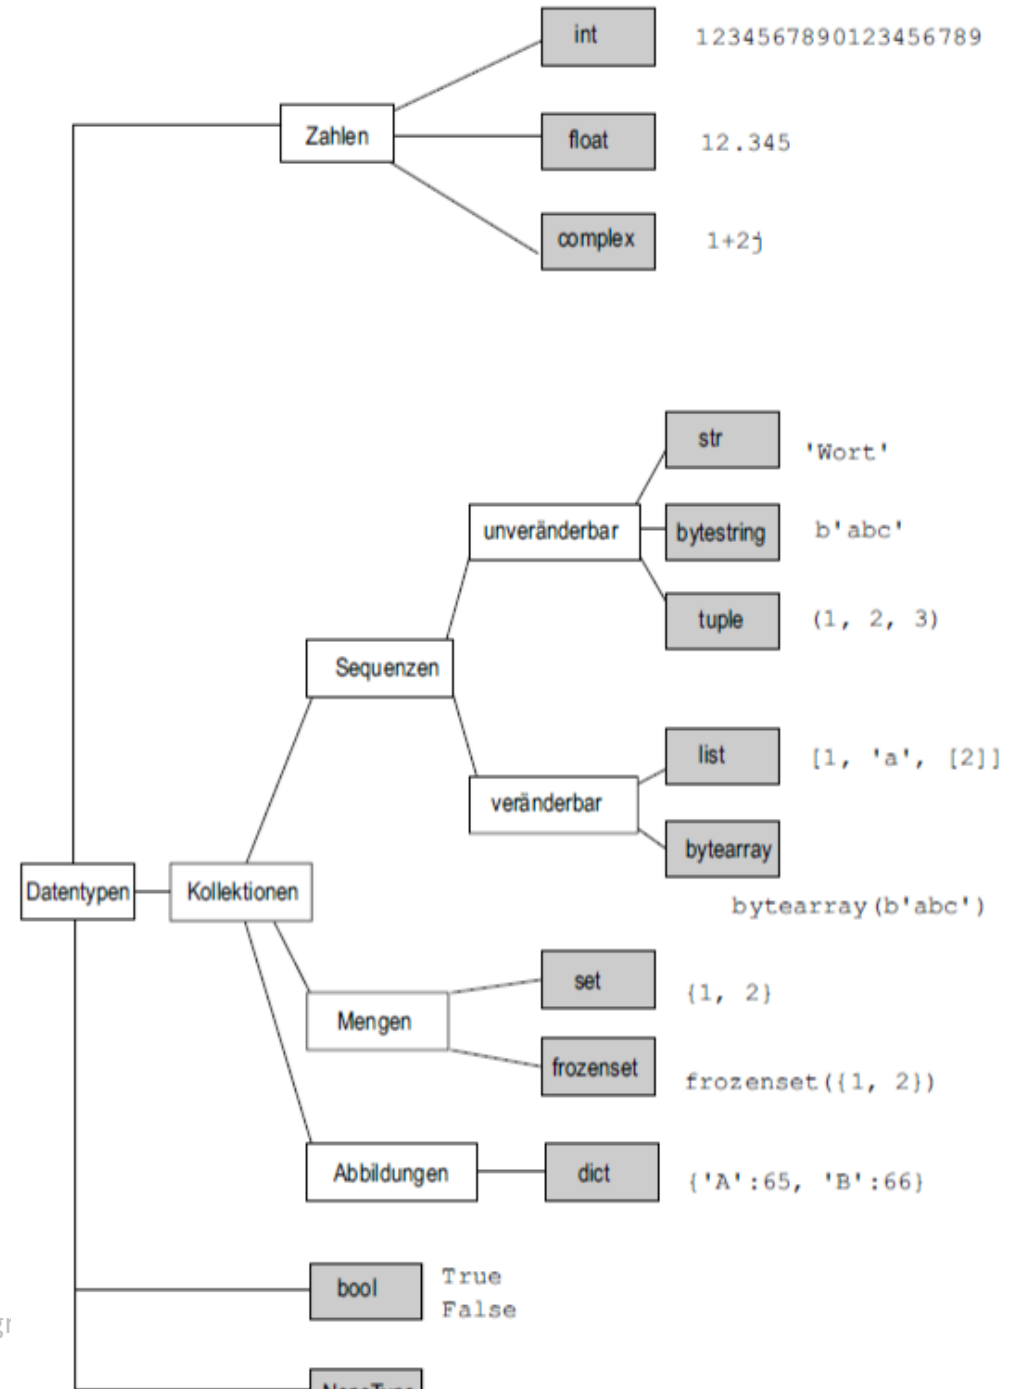 int 1234567890123456789
Zahlen float 12.345
complex 1+2j
str 'Wort'
unveränderbar bytestring b'abc'
tuple (1, 2, 3)
Sequenzen
list [1, 'a', [2]]
veränderbar
bytearray
Datentypen Kollektionen
bytearray(b'abc')
set {1, 2}
Mengen
frozenset frozenset({1, 2})
Abbildungen dict {'A':65, 'B':66}
bool True
False